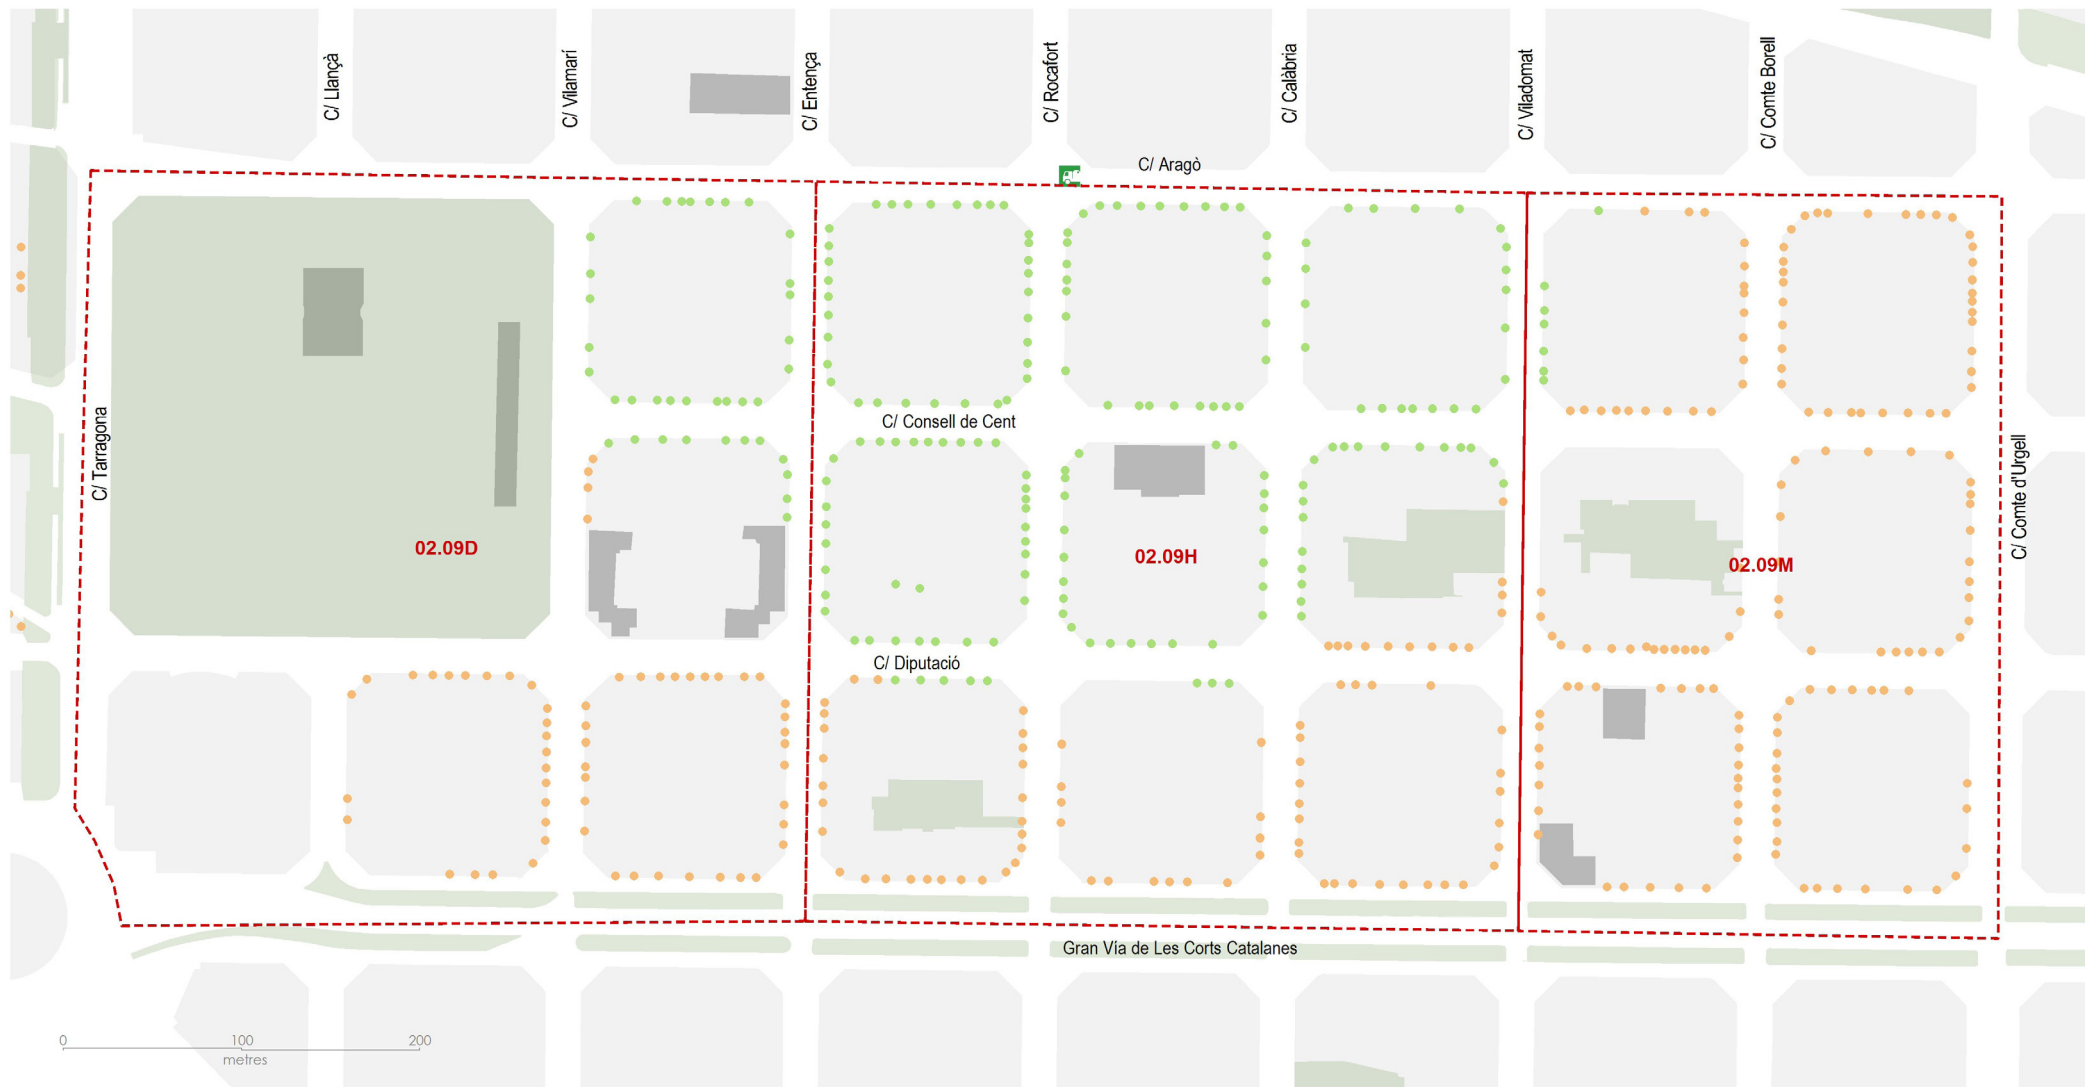 C/ Llançà
C/ Vilamarí
C/ Entença
C/ Rocafort
C/ Calàbria
C/ Viladomat
C/ Comte Borell
C/ Aragò
C/ Consell de Cent
C/ Tarragona
C/ Comte d'Urgell
02.09D
02.09H
02.09M
C/ Diputació
Gran Vía de Les Corts Catalanes
0 100 200
metres